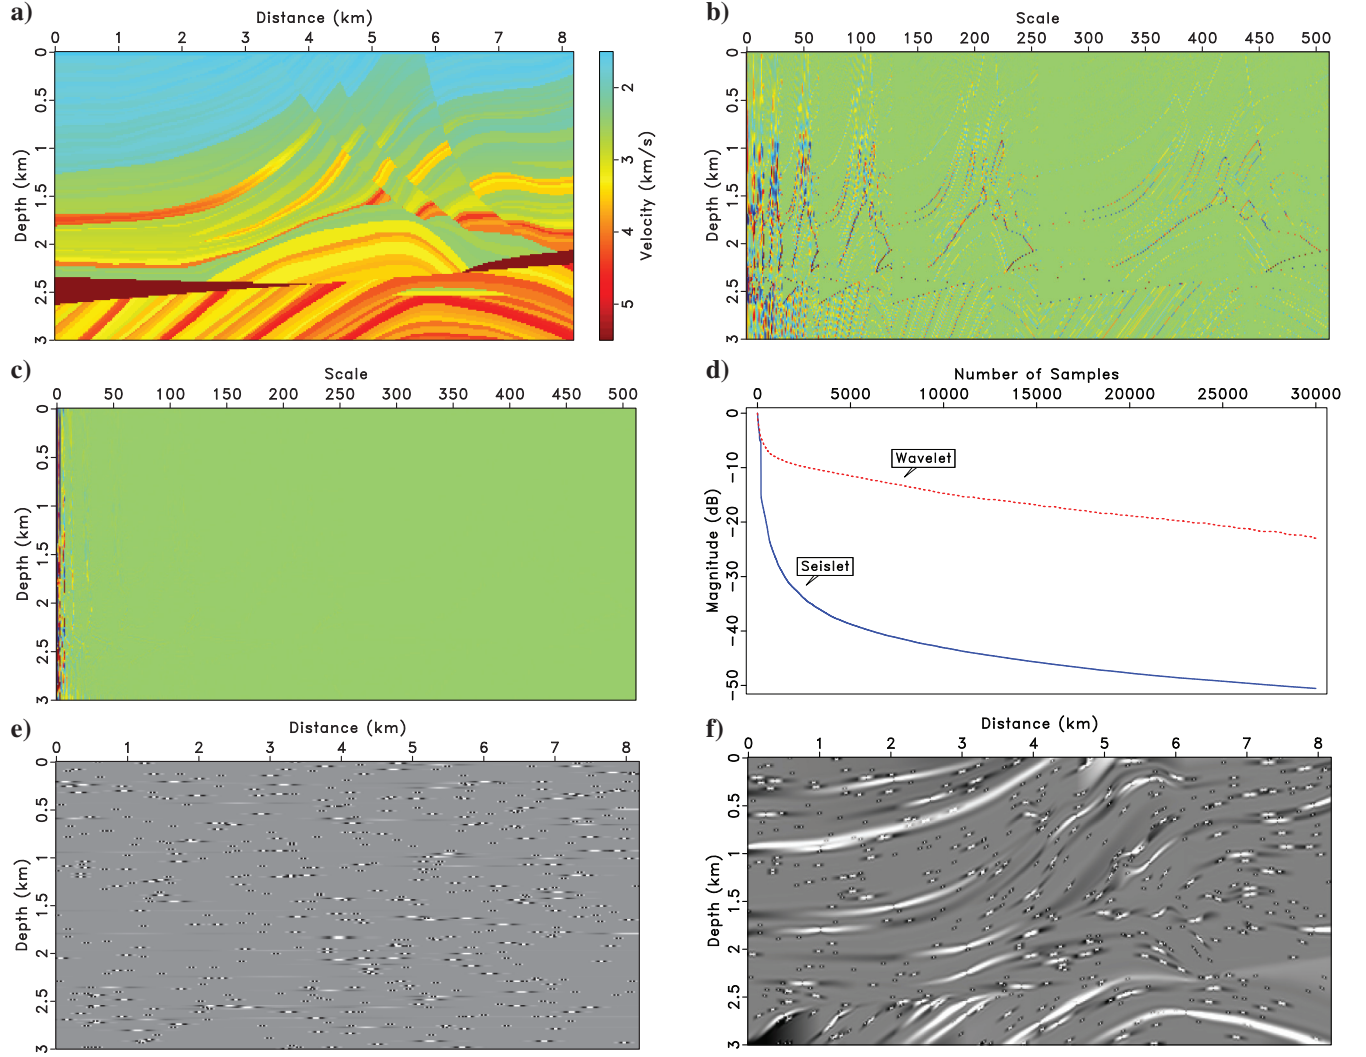 a)
Distance (km)
0 1 2 3 4 5 6 7 8
Depth (km)
0 0.5 1 1.5 2 2.5 3
Velocity (km/s)
2 3 4 5
b)
Scale
0 50 100 150 200 250 300 350 400 450 500
Depth (km)
0 0.5 1 1.5 2 2.5 3
c)
Scale
0 50 100 150 200 250 300 350 400 450 500
Depth (km)
0 0.5 1 1.5 2 2.5 3
d)
Number of Samples
0 5000 10000 15000 20000 25000 30000
Magnitude (dB)
0 −10 −20 −30 −40 −50
Wavelet
Seislet
e)
Distance (km)
0 1 2 3 4 5 6 7 8
Depth (km)
0 0.5 1 1.5 2 2.5 3
f)
Distance (km)
0 1 2 3 4 5 6 7 8
Depth (km)
0 0.5 1 1.5 2 2.5 3